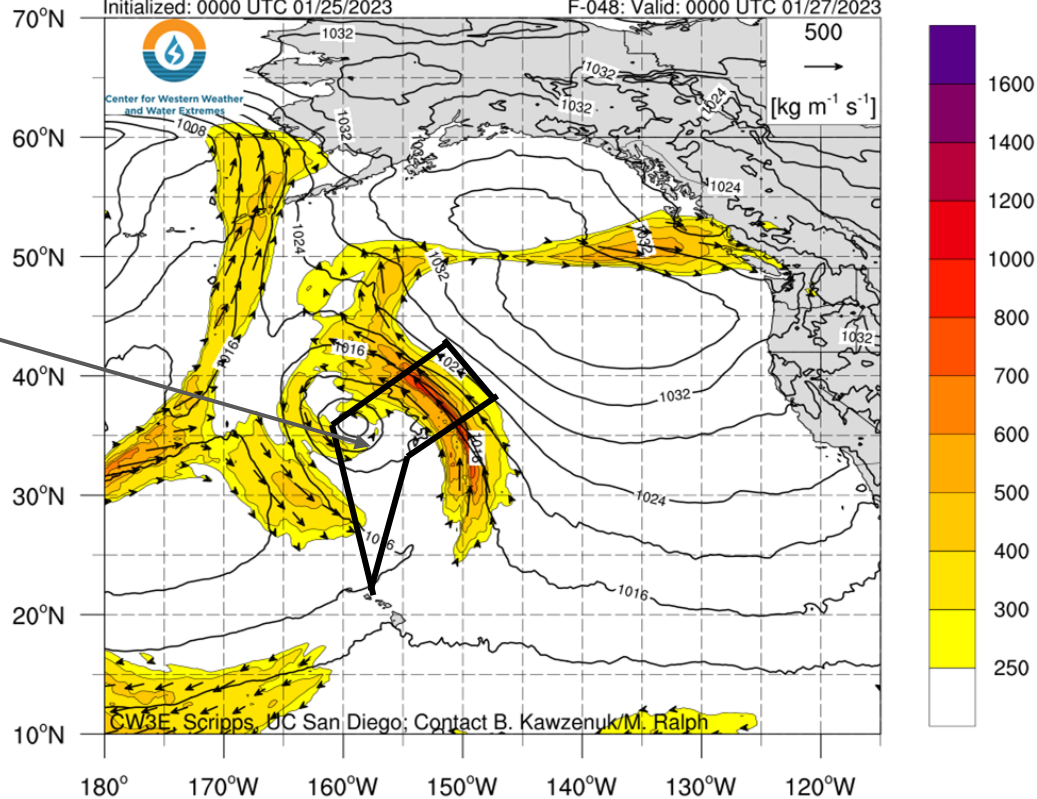 Initialized: 0000 UTC 01/25/2023
F-048: Valid: 0000 UTC 01/27/2023
70°N
60°N
50°N
40°N
30°N
20°N
10°N
Center for Western Weather
and Water Extremes
500
[kg m⁻¹ s⁻¹]
1032
1032
1032
1024
1032
1032
1008
1024
1024
1032
1032
1016
1016
1032
1032
1016
1024
1016
1016
CW3E, Scripps, UC San Diego; Contact B. Kawzenuk/M. Ralph
180°
170°W
160°W
150°W
140°W
130°W
120°W
1600
1400
1200
1000
800
700
600
500
400
300
250